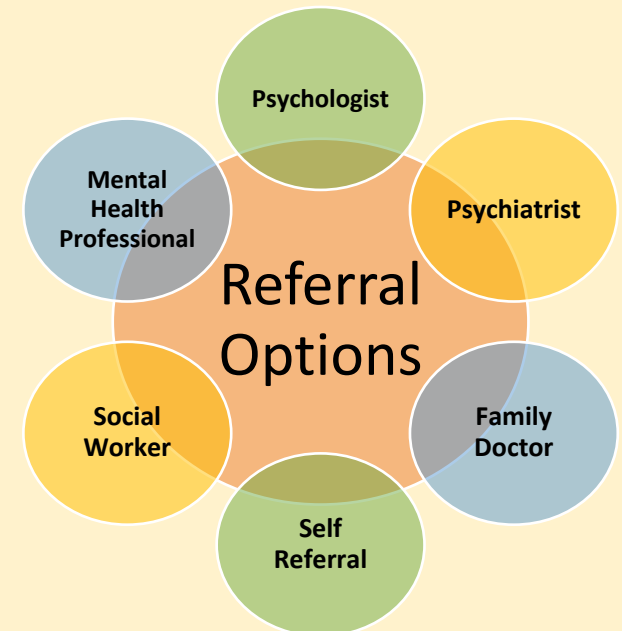 Psychologist
Psychiatrist
Family
Doctor
Self
Referral
Social
Worker
Mental
Health
Professional
Referral
Options